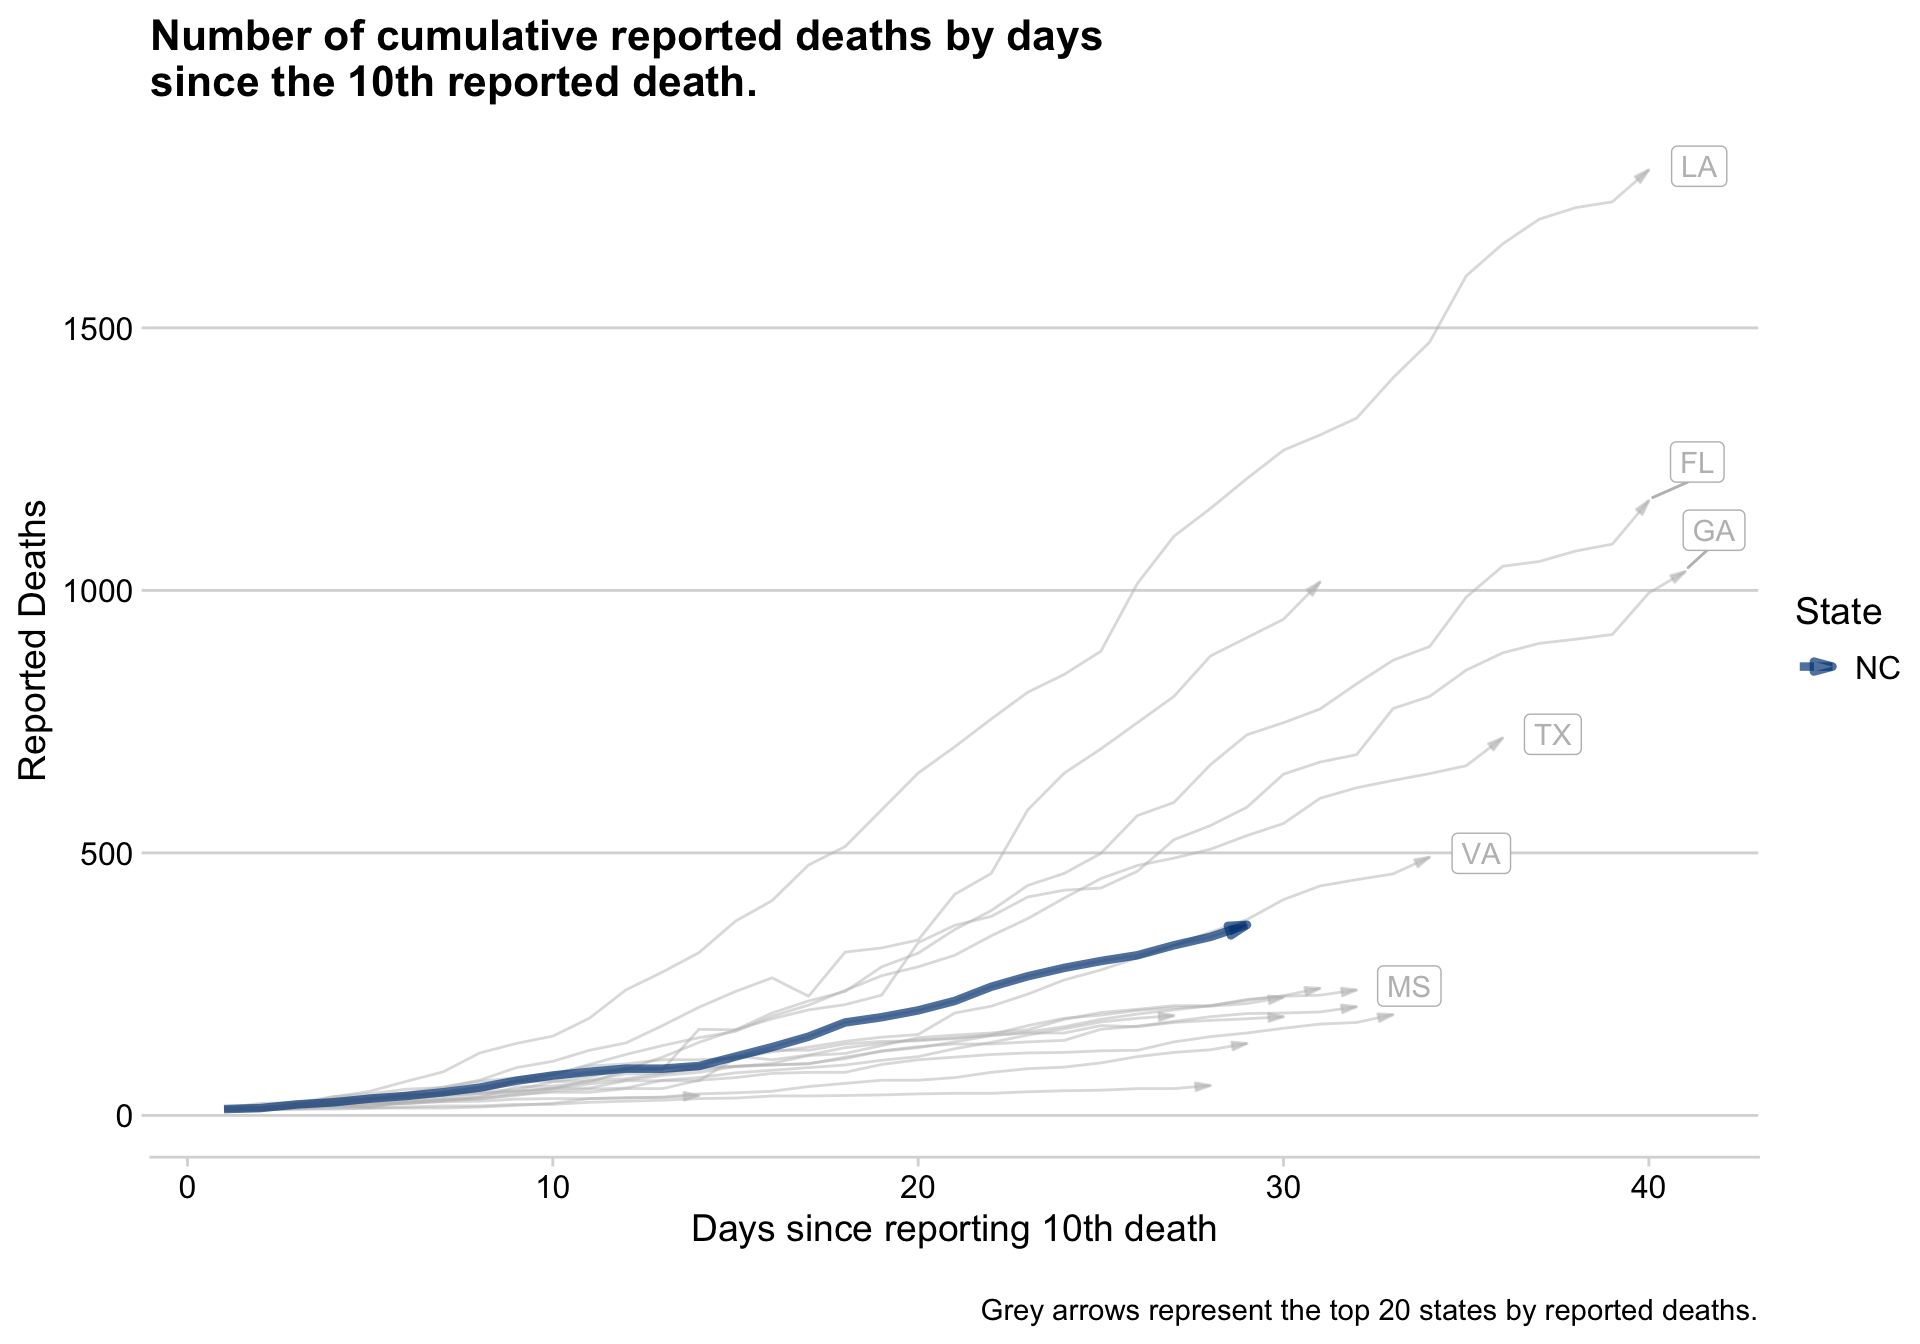 Number of cumulative reported deaths by days
since the 10th reported death.
LA
1500
FL
GA
1000
Reported Deaths
State
NC
TX
500
VA
MS
0
0 10 20 30 40
Days since reporting 10th death
Grey arrows represent the top 20 states by reported deaths.